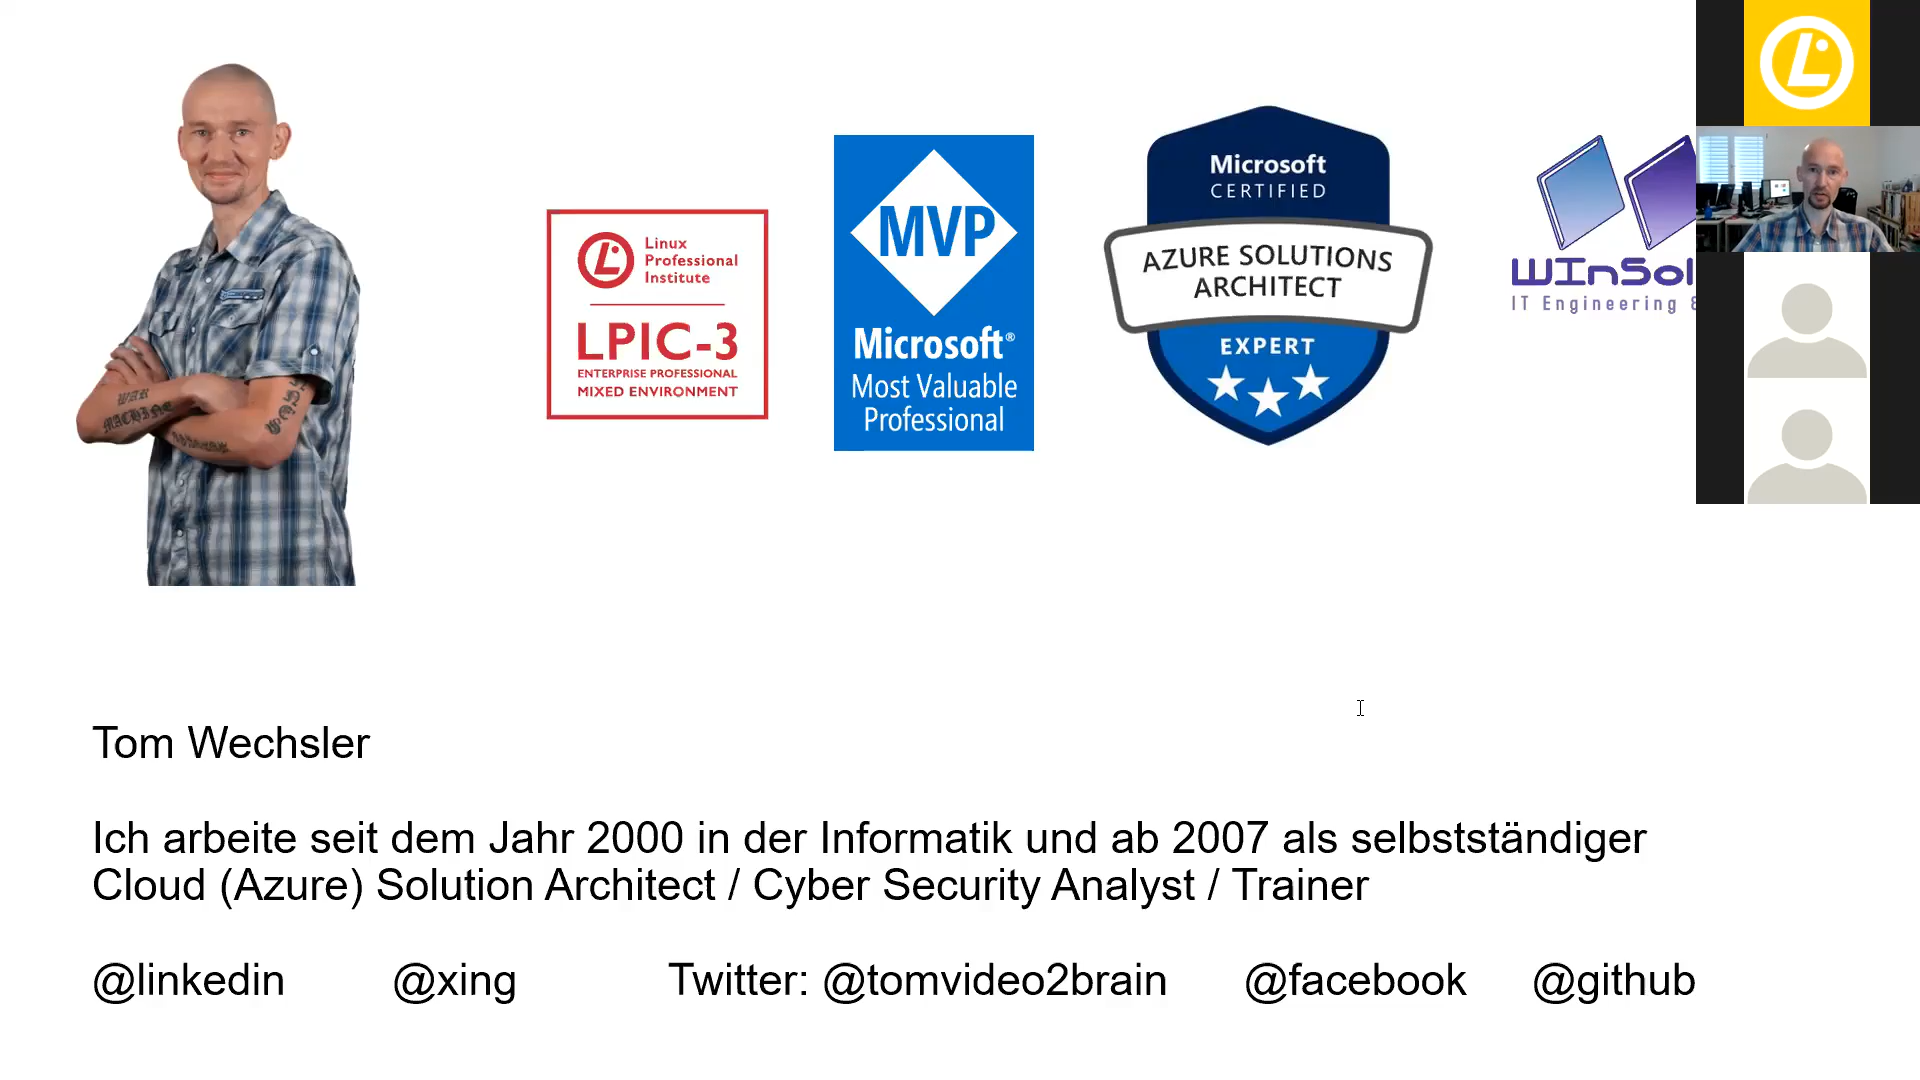 Linux
Professional
Institute
LPIC-3
ENTERPRISE PROFESSIONAL
MIXED ENVIRONMENT
MVP
Microsoft®
Most Valuable
Professional
Microsoft
CERTIFIED
AZURE SOLUTIONS
ARCHITECT
EXPERT
WInSol
IT Engineering &
WAR
MACHINE
Tom Wechsler
Ich arbeite seit dem Jahr 2000 in der Informatik und ab 2007 als selbstständiger
Cloud (Azure) Solution Architect / Cyber Security Analyst / Trainer
@linkedin @xing Twitter: @tomvideo2brain @facebook @github